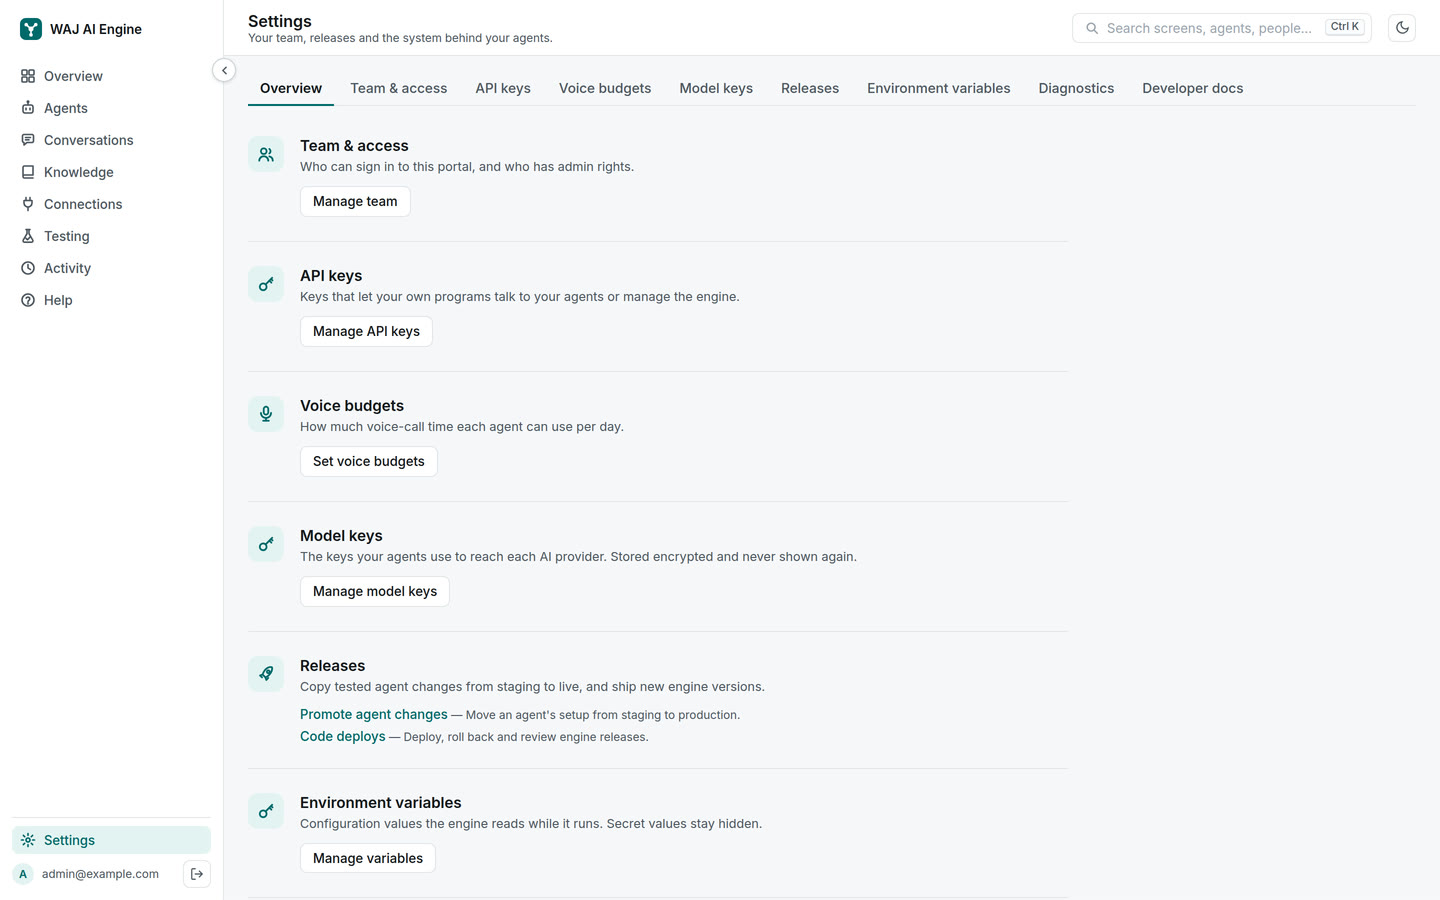 WAJ AI Engine
Overview
Agents
Conversations
Knowledge
Connections
Testing
Activity
Help
Settings
A admin@example.com
Settings
Your team, releases and the system behind your agents.
Search screens, agents, people... Ctrl K
Overview Team & access API keys Voice budgets Model keys Releases Environment variables Diagnostics Developer docs
Team & access
Who can sign in to this portal, and who has admin rights.
Manage team
API keys
Keys that let your own programs talk to your agents or manage the engine.
Manage API keys
Voice budgets
How much voice-call time each agent can use per day.
Set voice budgets
Model keys
The keys your agents use to reach each AI provider. Stored encrypted and never shown again.
Manage model keys
Releases
Copy tested agent changes from staging to live, and ship new engine versions.
Promote agent changes — Move an agent's setup from staging to production.
Code deploys — Deploy, roll back and review engine releases.
Environment variables
Configuration values the engine reads while it runs. Secret values stay hidden.
Manage variables